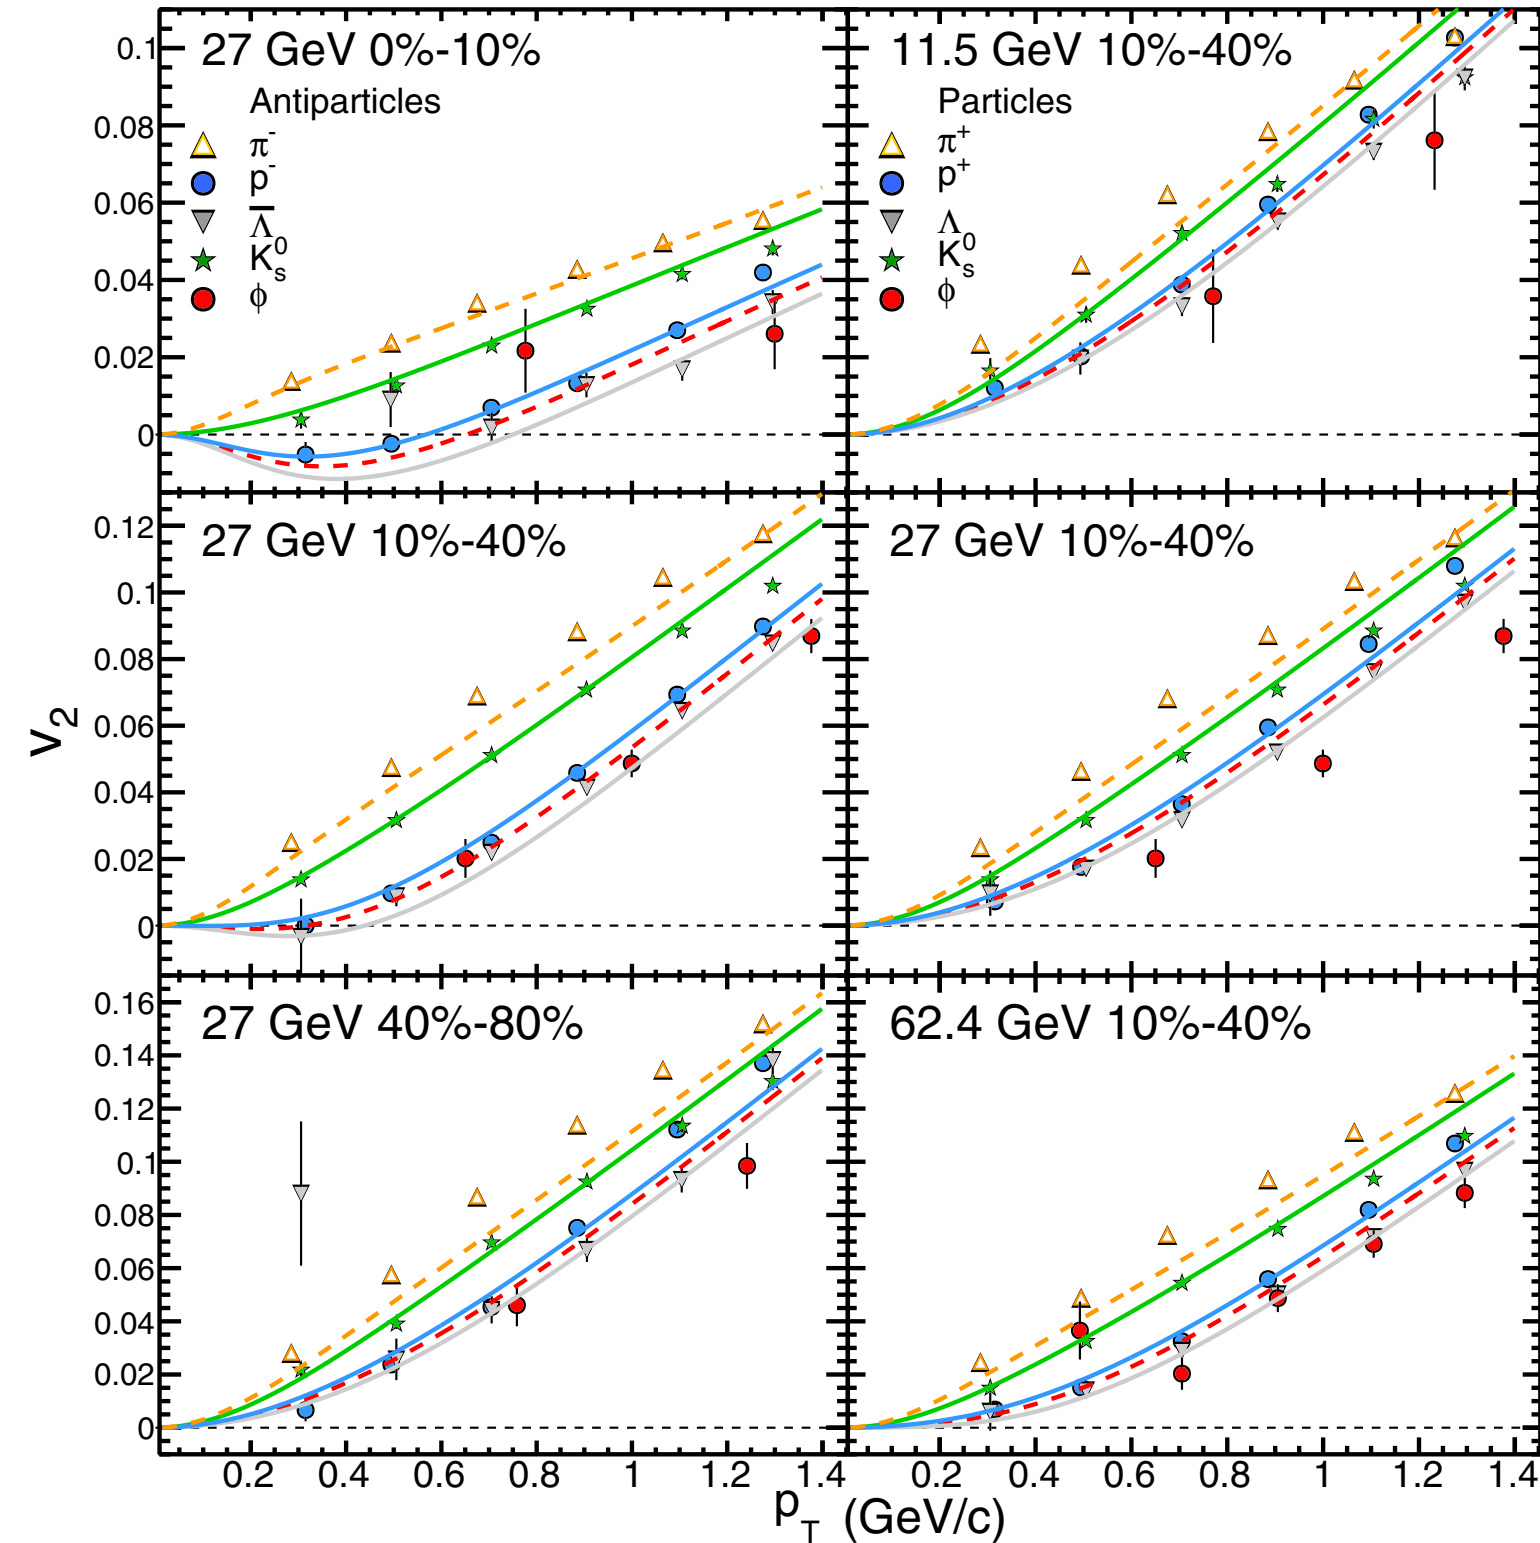 27 GeV 0%-10%
Antiparticles
π-
p-
Λ̅
K0s
ϕ
0.1
0.08
0.06
0.04
0.02
0
11.5 GeV 10%-40%
Particles
π+
p+
Λ
K0s
ϕ
27 GeV 10%-40%
0.12
0.1
0.08
0.06
0.04
0.02
0
27 GeV 10%-40%
v2
27 GeV 40%-80%
0.16
0.14
0.12
0.1
0.08
0.06
0.04
0.02
0
62.4 GeV 10%-40%
0.2 0.4 0.6 0.8 1 1.2 1.4
0.2 0.4 0.6 0.8 1 1.2 1.4
pT (GeV/c)